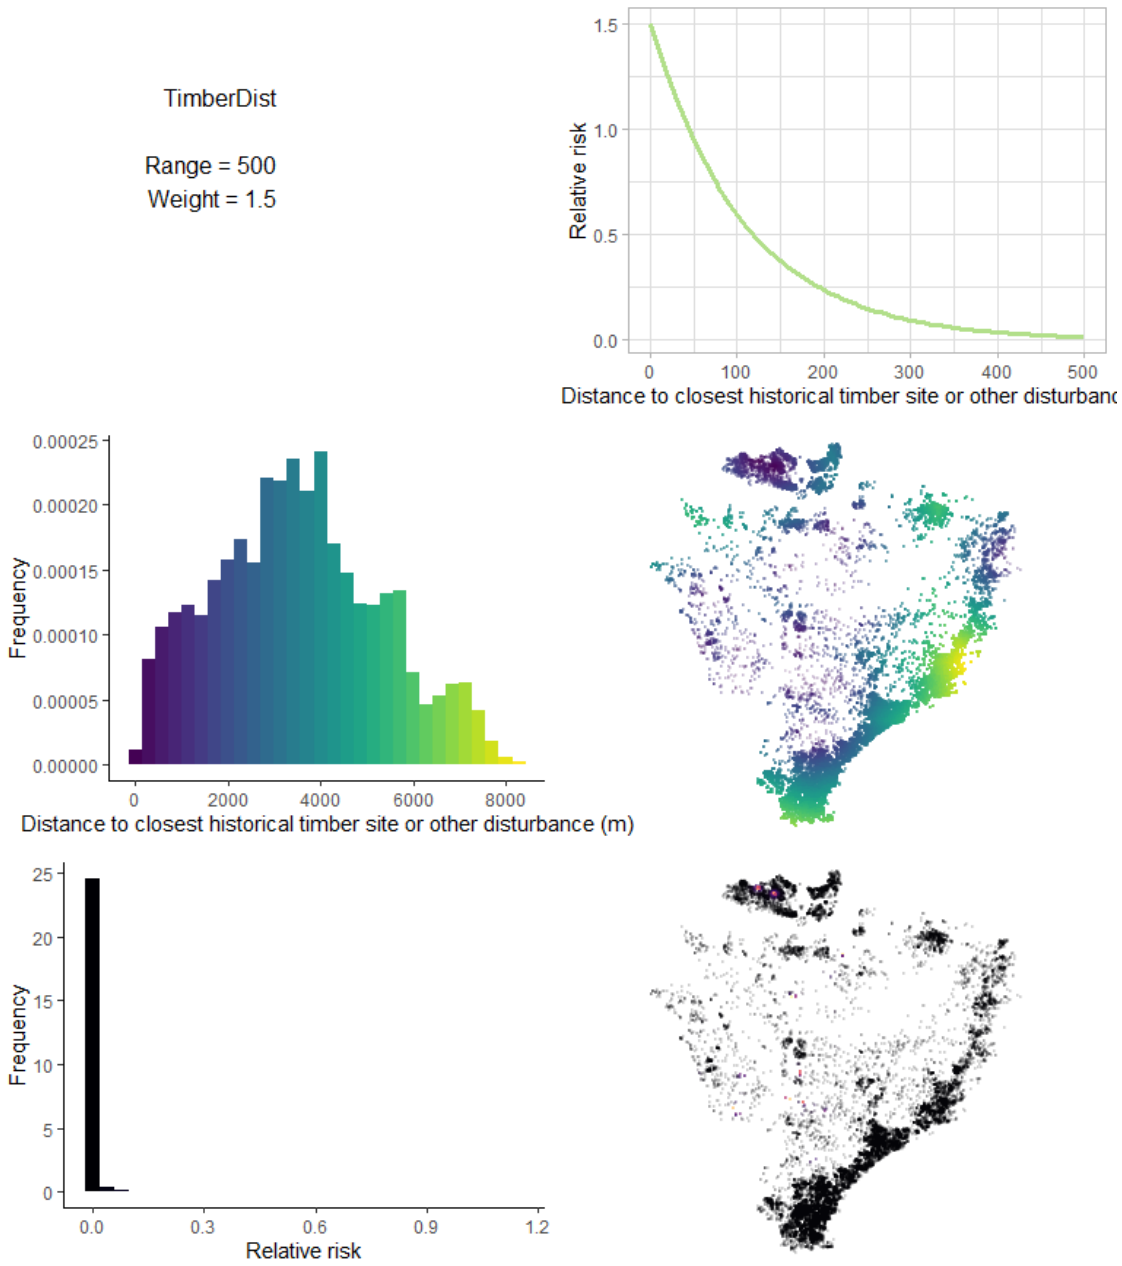 TimberDist
Range = 500
Weight = 1.5
1.5
1.0
0.5
0.0
Relative risk
0 100 200 300 400 500
Distance to closest historical timber site or other disturbanc
0.00025
0.00020
0.00015
0.00010
0.00005
0.00000
Frequency
0 2000 4000 6000 8000
Distance to closest historical timber site or other disturbance (m)
25
20
15
10
5
0
Frequency
0.0 0.3 0.6 0.9 1.2
Relative risk